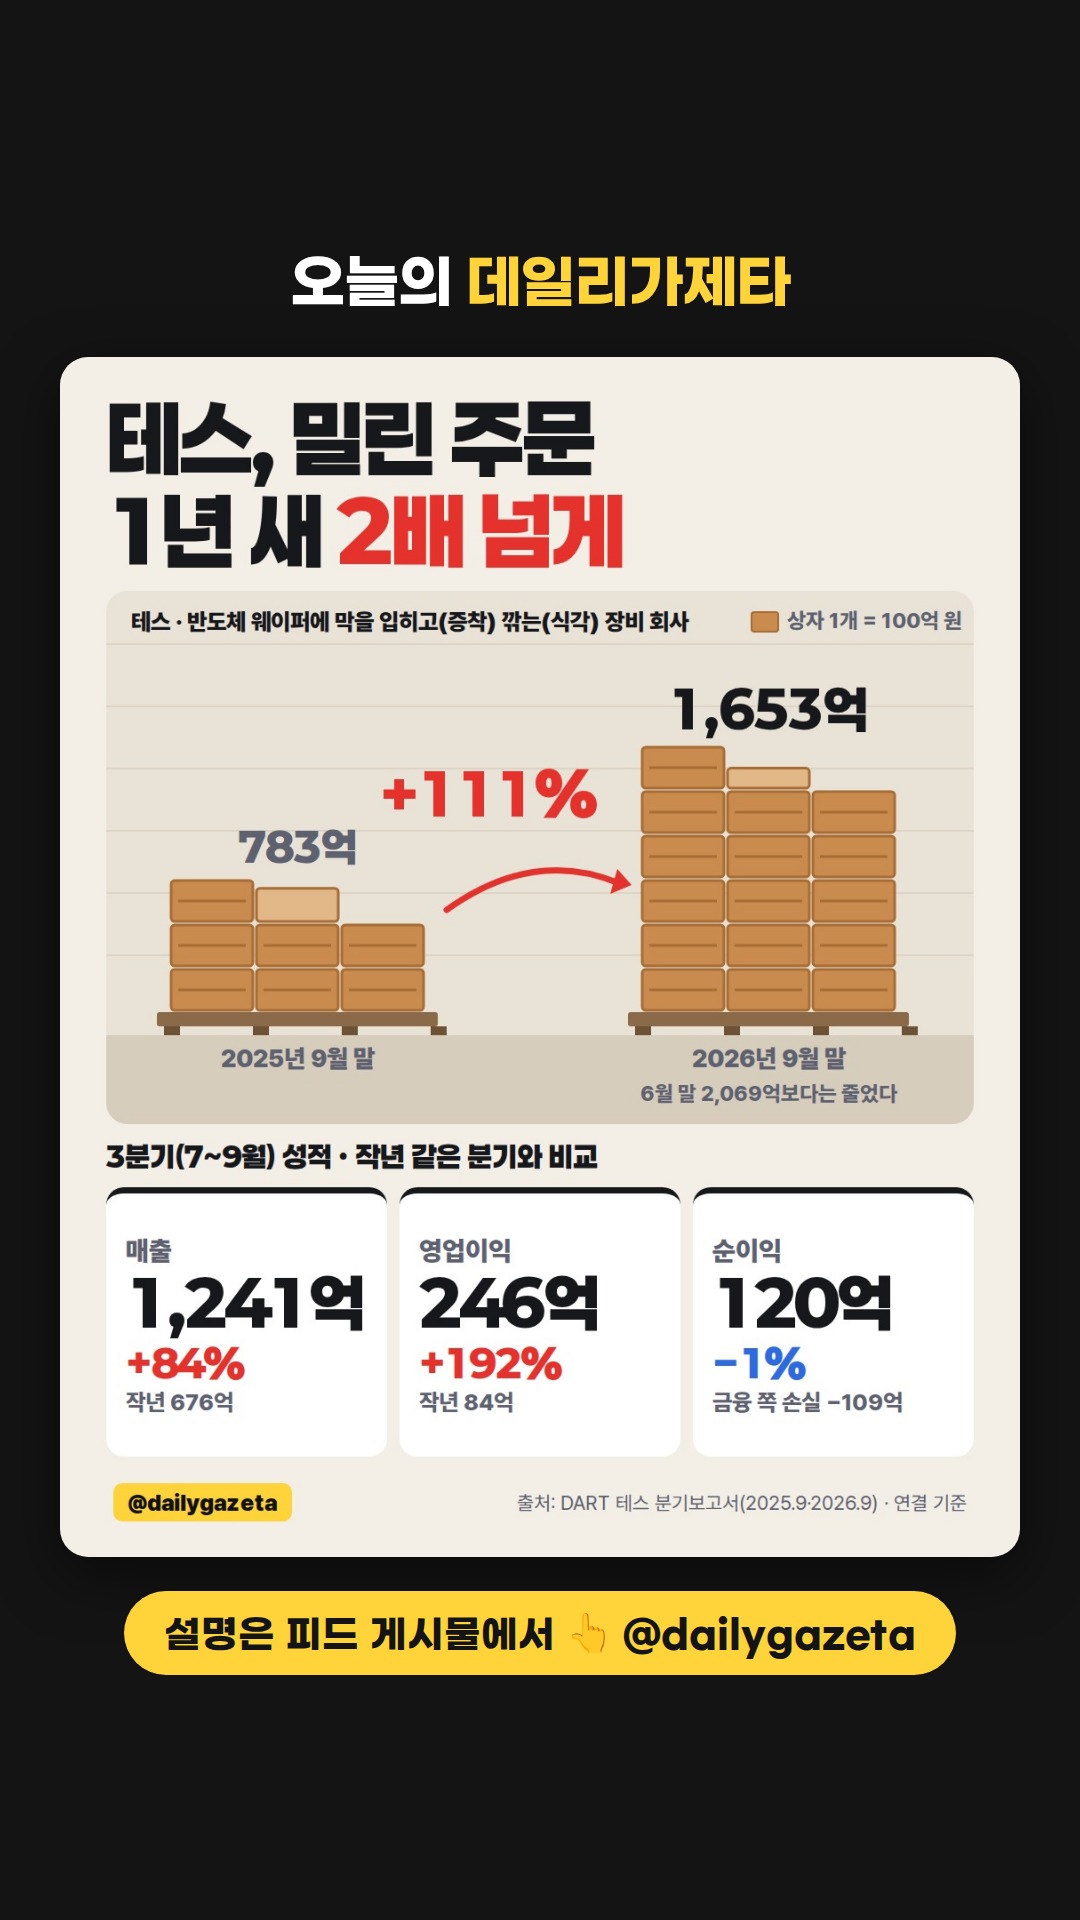 오늘의 데일리가제타
테스, 밀린 주문
1년 새 2배 넘게
테스 · 반도체 웨이퍼에 막을 입히고(증착) 깎는(식각) 장비 회사
상자 1개 = 100억 원
1,653억
+111%
783억
2025년 9월 말
2026년 9월 말
6월 말 2,069억보다는 줄었다
3분기(7~9월) 성적 · 작년 같은 분기와 비교
매출
1,241억
+84%
작년 676억
영업이익
246억
+192%
작년 84억
순이익
120억
−1%
금융 쪽 손실 −109억
@dailygazeta
출처: DART 테스 분기보고서(2025.9·2026.9) · 연결 기준
설명은 피드 게시물에서 👆 @dailygazeta